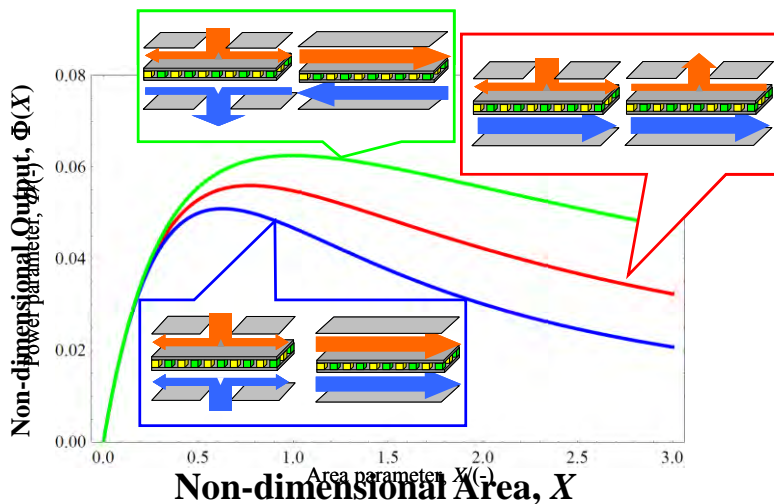 0.08
0.06
0.04
0.02
0.00
Non-dimensional Output, Φ(X)
Power parameter, Φ/(-)
0.0 0.5 1.0 1.5 2.0 2.5 3.0
Area parameter, X/(-)
Non-dimensional Area, X